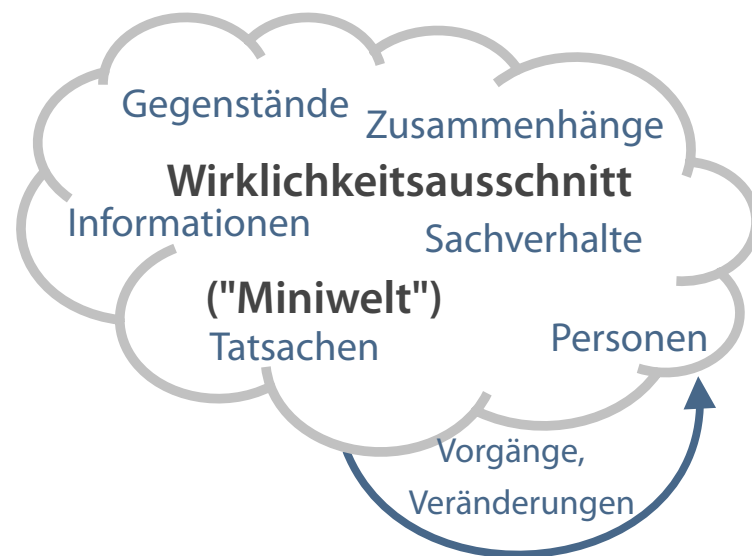 Gegenstände
Zusammenhänge
Wirklichkeitsausschnitt
Informationen
Sachverhalte
("Miniwelt")
Tatsachen
Personen
Vorgänge,
Veränderungen